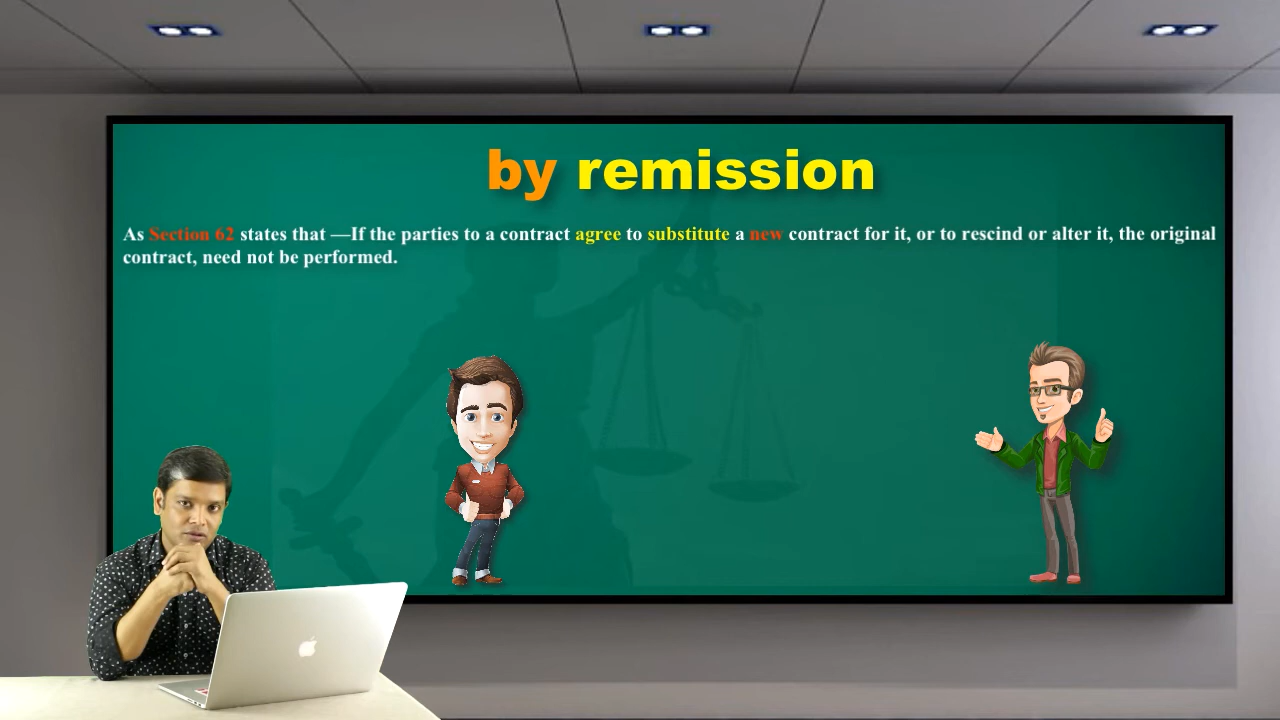 by remission
As Section 62 states that —If the parties to a contract agree to substitute a new contract for it, or to rescind or alter it, the original
contract, need not be performed.